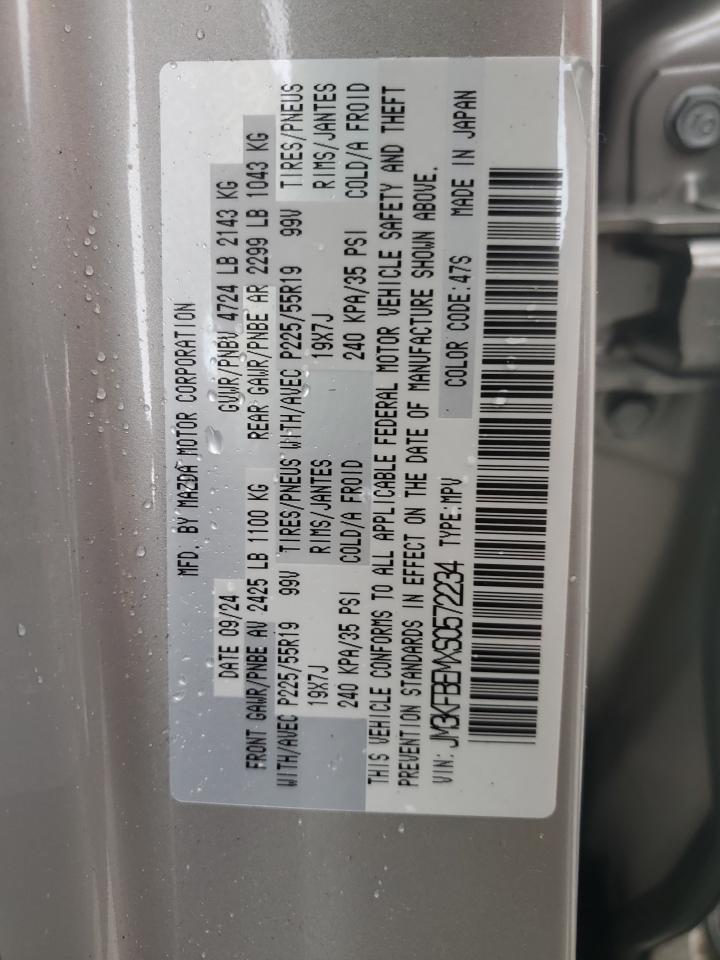 MFD. BY MAZDA MOTOR CORPORATION
DATE 09/24 GVWR/PNBV 4724 LB 2143 KG
FRONT GAWR/PNBE AV 2425 LB 1100 KG REAR GAWR/PNBE AR 2299 LB 1043 KG
WITH/AVEC P225/55R19 99V TIRES/PNEUS WITH/AVEC P225/55R19 99V TIRES/PNEUS
19X7J RIMS/JANTES 19X7J RIMS/JANTES
240 KPA/35 PSI COLD/A FROID 240 KPA/35 PSI COLD/A FROID
THIS VEHICLE CONFORMS TO ALL APPLICABLE FEDERAL MOTOR VEHICLE SAFETY AND THEFT
PREVENTION STANDARDS IN EFFECT ON THE DATE OF MANUFACTURE SHOWN ABOVE.
VIN: JM3KFBEMXS0572234 TYPE:MPV COLOR CODE:47S MADE IN JAPAN